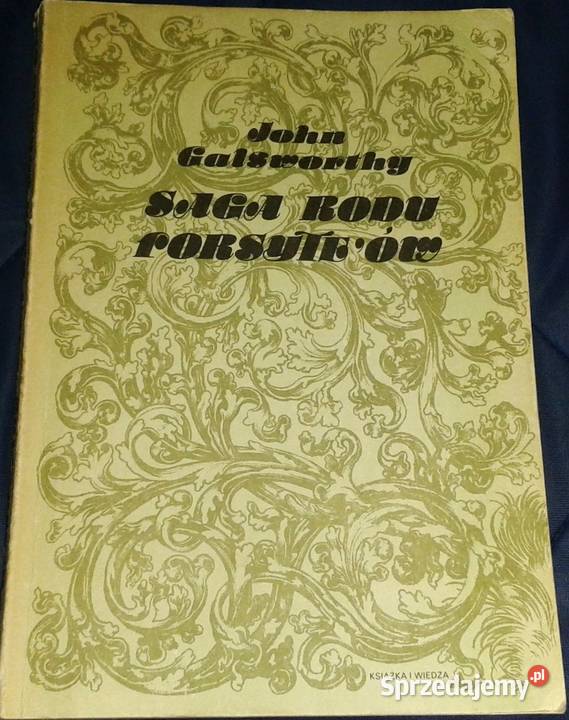 John
Galsworthy
SAGA RODU
FORSYTE'ÓW
KSIĄŻKA I WIEDZA
Sprzedajemy.pl